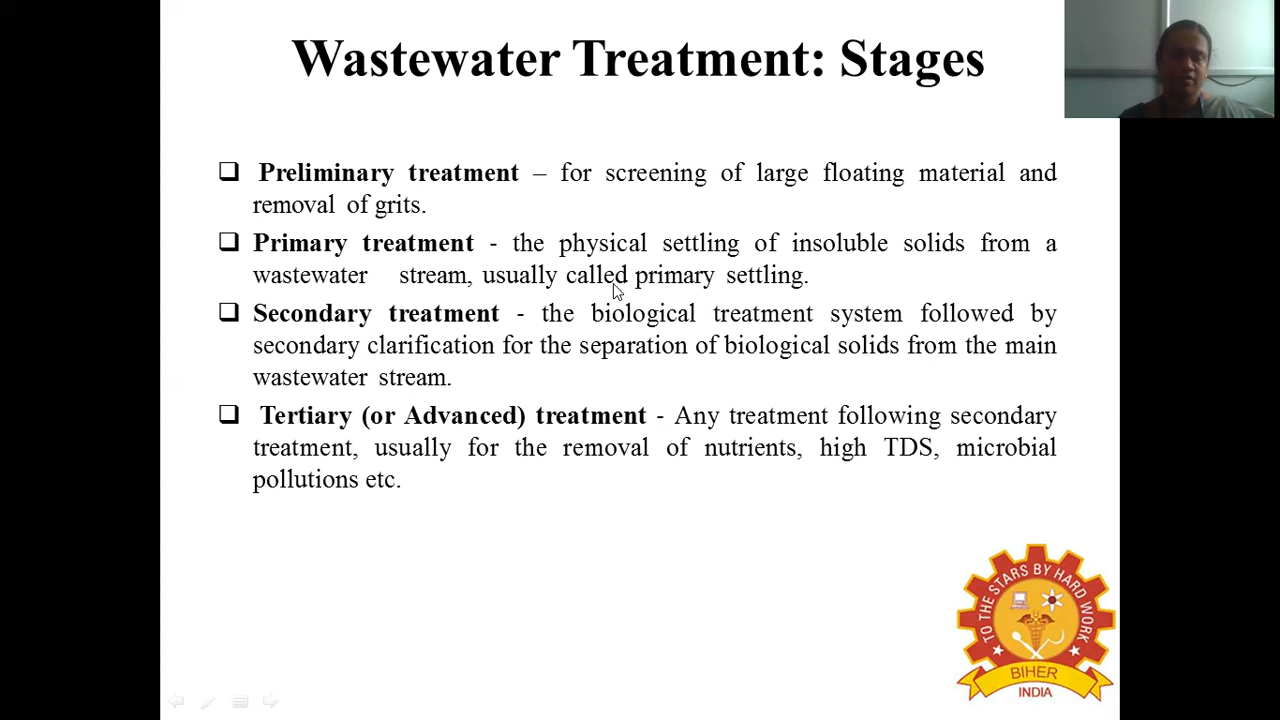 Wastewater Treatment: Stages
Preliminary treatment – for screening of large floating material and
removal of grits.
Primary treatment - the physical settling of insoluble solids from a
wastewater stream, usually called primary settling.
Secondary treatment - the biological treatment system followed by
secondary clarification for the separation of biological solids from the main
wastewater stream.
Tertiary (or Advanced) treatment - Any treatment following secondary
treatment, usually for the removal of nutrients, high TDS, microbial
pollutions etc.
TO THE STARS BY HARD WORK
BIHER
INDIA